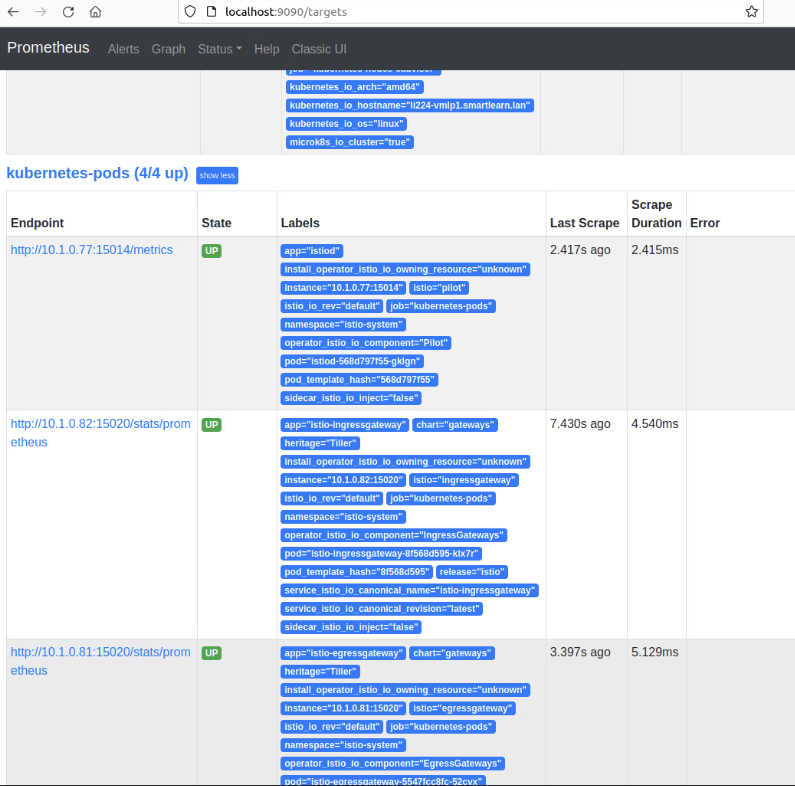 localhost:9090/targets
Prometheus Alerts Graph Status Help Classic UI
job="kubernetes-nodes-cadvisor"
kubernetes_io_arch="amd64"
kubernetes_io_hostname="li224-vmlp1.smartlearn.lan"
kubernetes_io_os="linux"
microk8s_io_cluster="true"
kubernetes-pods (4/4 up) show less
Endpoint State Labels Last Scrape Scrape Duration Error
http://10.1.0.77:15014/metrics UP app="istiod" 2.417s ago 2.415ms
install_operator_istio_io_owning_resource="unknown"
instance="10.1.0.77:15014" istio="pilot"
istio_io_rev="default" job="kubernetes-pods"
namespace="istio-system"
operator_istio_io_component="Pilot"
pod="istiod-568d797f55-gklgn"
pod_template_hash="568d797f55"
sidecar_istio_io_inject="false"
http://10.1.0.82:15020/stats/prom UP app="istio-ingressgateway" chart="gateways" 7.430s ago 4.540ms
etheus heritage="Tiller"
install_operator_istio_io_owning_resource="unknown"
instance="10.1.0.82:15020" istio="ingressgateway"
istio_io_rev="default" job="kubernetes-pods"
namespace="istio-system"
operator_istio_io_component="IngressGateways"
pod="istio-ingressgateway-8f568d595-klx7r"
pod_template_hash="8f568d595" release="istio"
service_istio_io_canonical_name="istio-ingressgateway"
service_istio_io_canonical_revision="latest"
sidecar_istio_io_inject="false"
http://10.1.0.81:15020/stats/prom UP app="istio-egressgateway" chart="gateways" 3.397s ago 5.129ms
etheus heritage="Tiller"
install_operator_istio_io_owning_resource="unknown"
instance="10.1.0.81:15020" istio="egressgateway"
istio_io_rev="default" job="kubernetes-pods"
namespace="istio-system"
operator_istio_io_component="EgressGateways"
pod="istio-egressgateway-5547fcc8fc-52cvx"